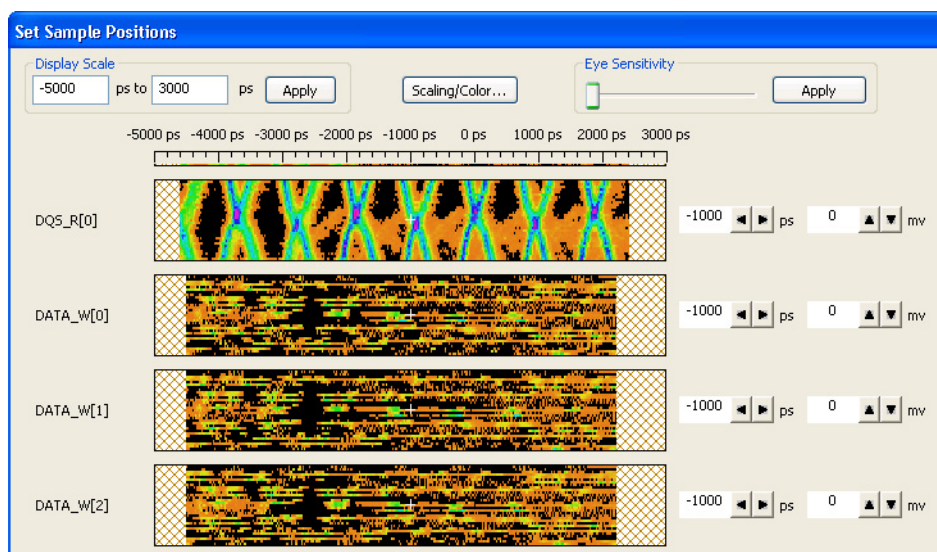 Set Sample Positions
Display Scale
Eye Sensitivity
-5000 ps to 3000 ps Apply Scaling/Color... Apply
-5000 ps -4000 ps -3000 ps -2000 ps -1000 ps 0 ps 1000 ps 2000 ps 3000 ps
DQS_R[0] -1000 ps 0 mv
DATA_W[0] -1000 ps 0 mv
DATA_W[1] -1000 ps 0 mv
DATA_W[2] -1000 ps 0 mv